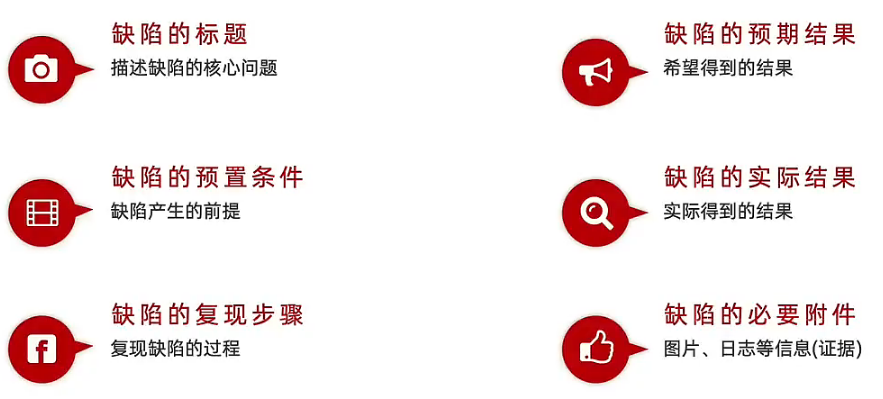 缺陷的标题
描述缺陷的核心问题
缺陷的预置条件
缺陷产生的前提
缺陷的复现步骤
复现缺陷的过程
缺陷的预期结果
希望得到的结果
缺陷的实际结果
实际得到的结果
缺陷的必要附件
图片、日志等信息(证据)